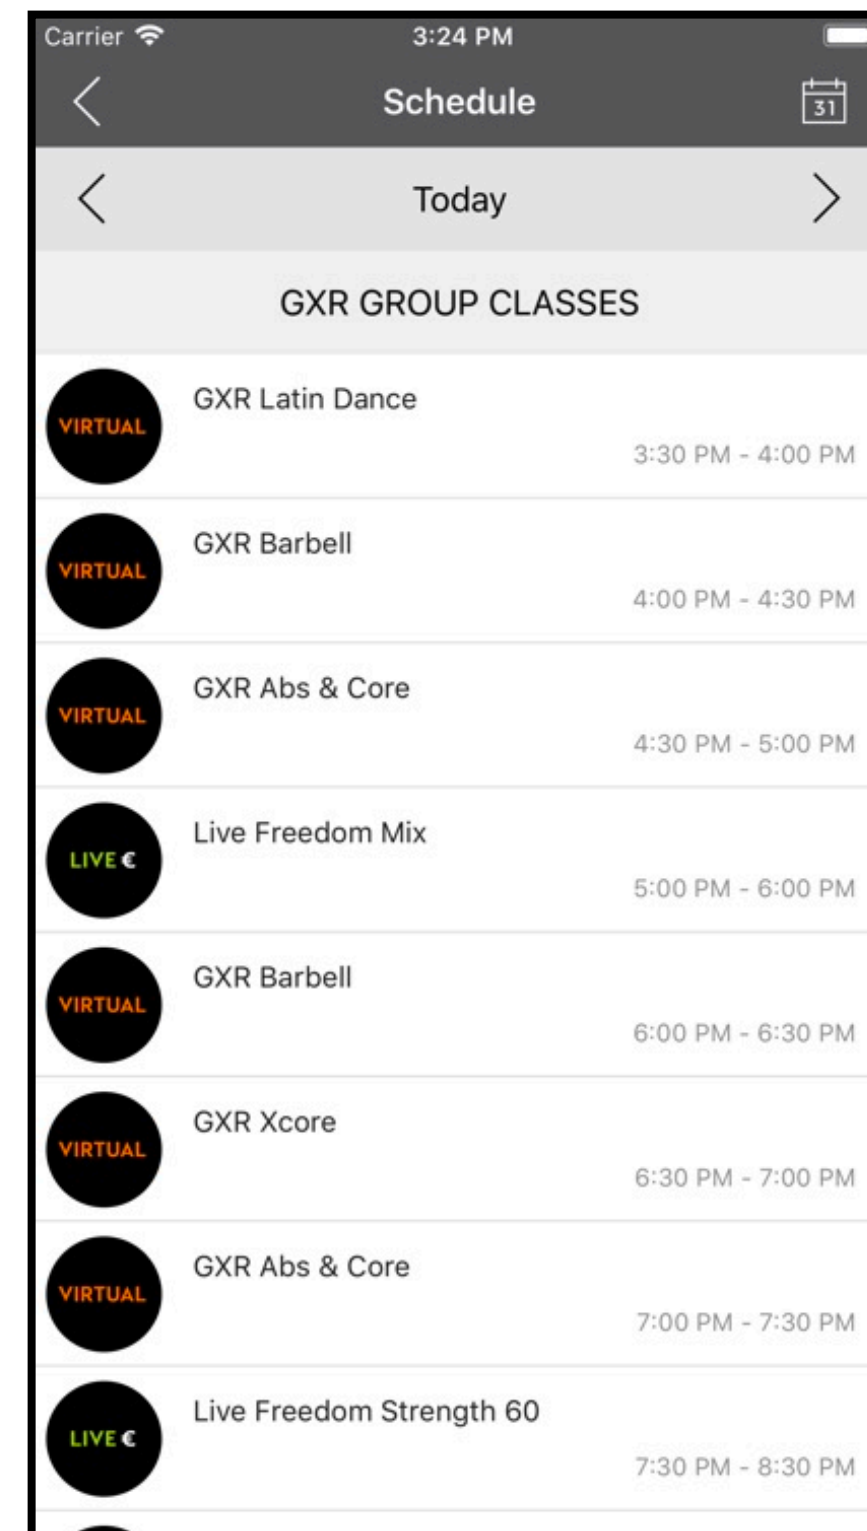 Carrier 3:24 PM
Schedule
31
Today
GXR GROUP CLASSES
VIRTUAL
GXR Latin Dance
3:30 PM - 4:00 PM
VIRTUAL
GXR Barbell
4:00 PM - 4:30 PM
VIRTUAL
GXR Abs & Core
4:30 PM - 5:00 PM
LIVE €
Live Freedom Mix
5:00 PM - 6:00 PM
VIRTUAL
GXR Barbell
6:00 PM - 6:30 PM
VIRTUAL
GXR Xcore
6:30 PM - 7:00 PM
VIRTUAL
GXR Abs & Core
7:00 PM - 7:30 PM
LIVE €
Live Freedom Strength 60
7:30 PM - 8:30 PM